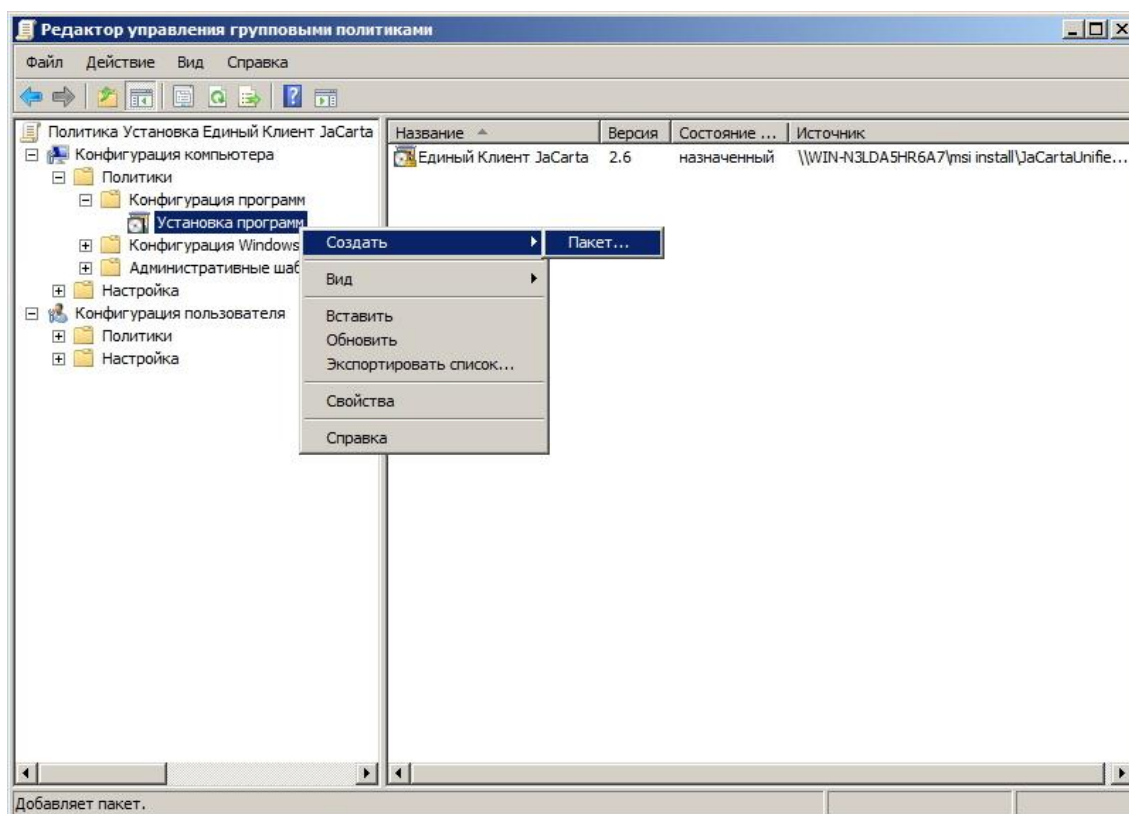 Редактор управления групповыми политиками
Файл Действие Вид Справка
Политика Установка Единый Клиент JaCarta
Конфигурация компьютера
Политики
Конфигурация программ
Установка программ
Конфигурация Windows
Административные шаб
Настройка
Конфигурация пользователя
Политики
Настройка
Название Версия Состояние ... Источник
Единый Клиент JaCarta 2.6 назначенный \\WIN-N3LDA5HR6A7\msi install\JaCartaUnifie...
Создать
Пакет...
Вид
Вставить
Обновить
Экспортировать список...
Свойства
Справка
Добавляет пакет.